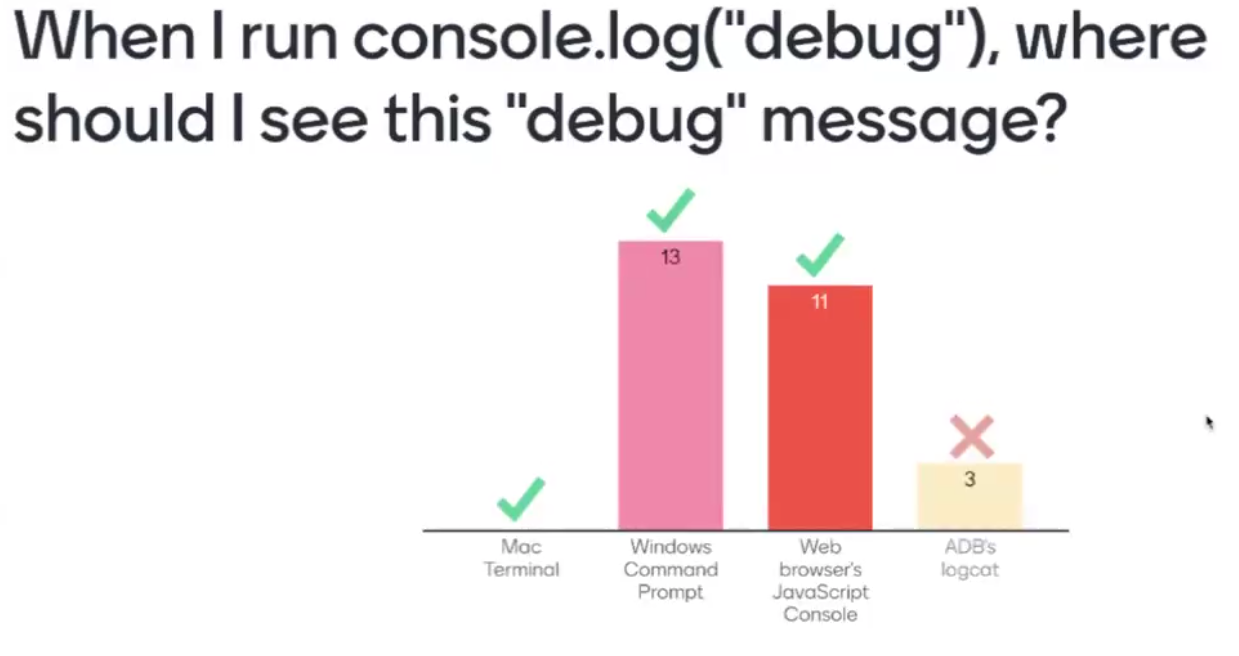 When I run console.log("debug"), where
should I see this "debug" message?
13
11
3
Mac
Terminal
Windows
Command
Prompt
Web
browser's
JavaScript
Console
ADB's
logcat